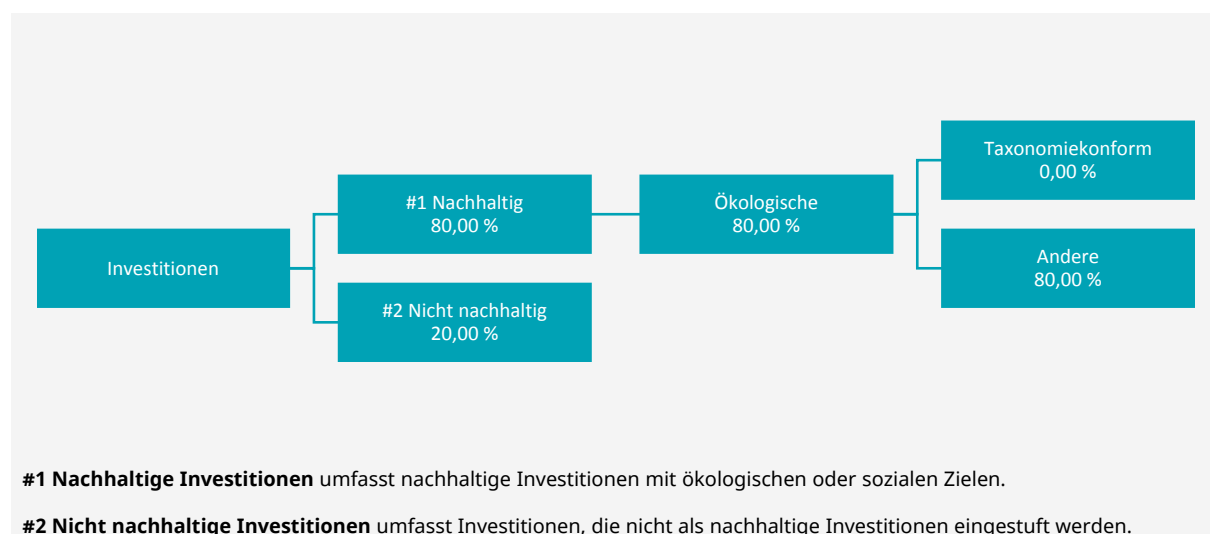 Investitionen
#1 Nachhaltig
80,00 %
#2 Nicht nachhaltig
20,00 %
Ökologische
80,00 %
Taxonomiekonform
0,00 %
Andere
80,00 %
#1 Nachhaltige Investitionen umfasst nachhaltige Investitionen mit ökologischen oder sozialen Zielen.
#2 Nicht nachhaltige Investitionen umfasst Investitionen, die nicht als nachhaltige Investitionen eingestuft werden.